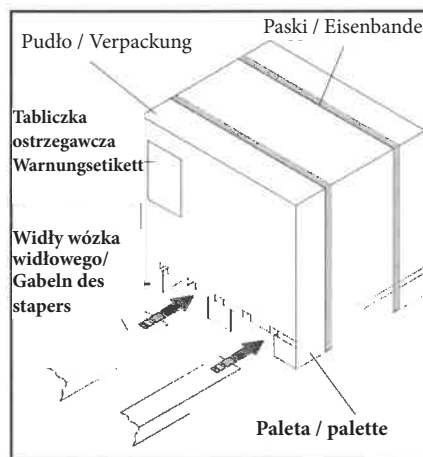 Pudło / Verpackung
Paski / Eisenbande
Tabliczka
ostrzegawcza
Warnungsetikett
Widły wózka
widłowego/
Gabeln des
stapers
Paleta / palette